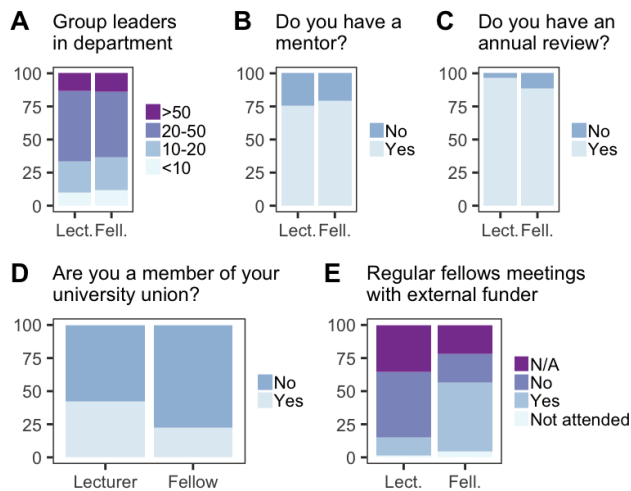 A Group leaders
in department
100
75
50
25
0
Lect. Fell.
>50
20-50
10-20
<10
B Do you have a
mentor?
100
75
50
25
0
Lect. Fell.
No
Yes
C Do you have an
annual review?
100
75
50
25
0
Lect. Fell.
No
Yes
D Are you a member of your
university union?
100
75
50
25
0
Lecturer Fellow
No
Yes
E Regular fellows meetings
with external funder
100
75
50
25
0
Lect. Fell.
N/A
No
Yes
Not attended